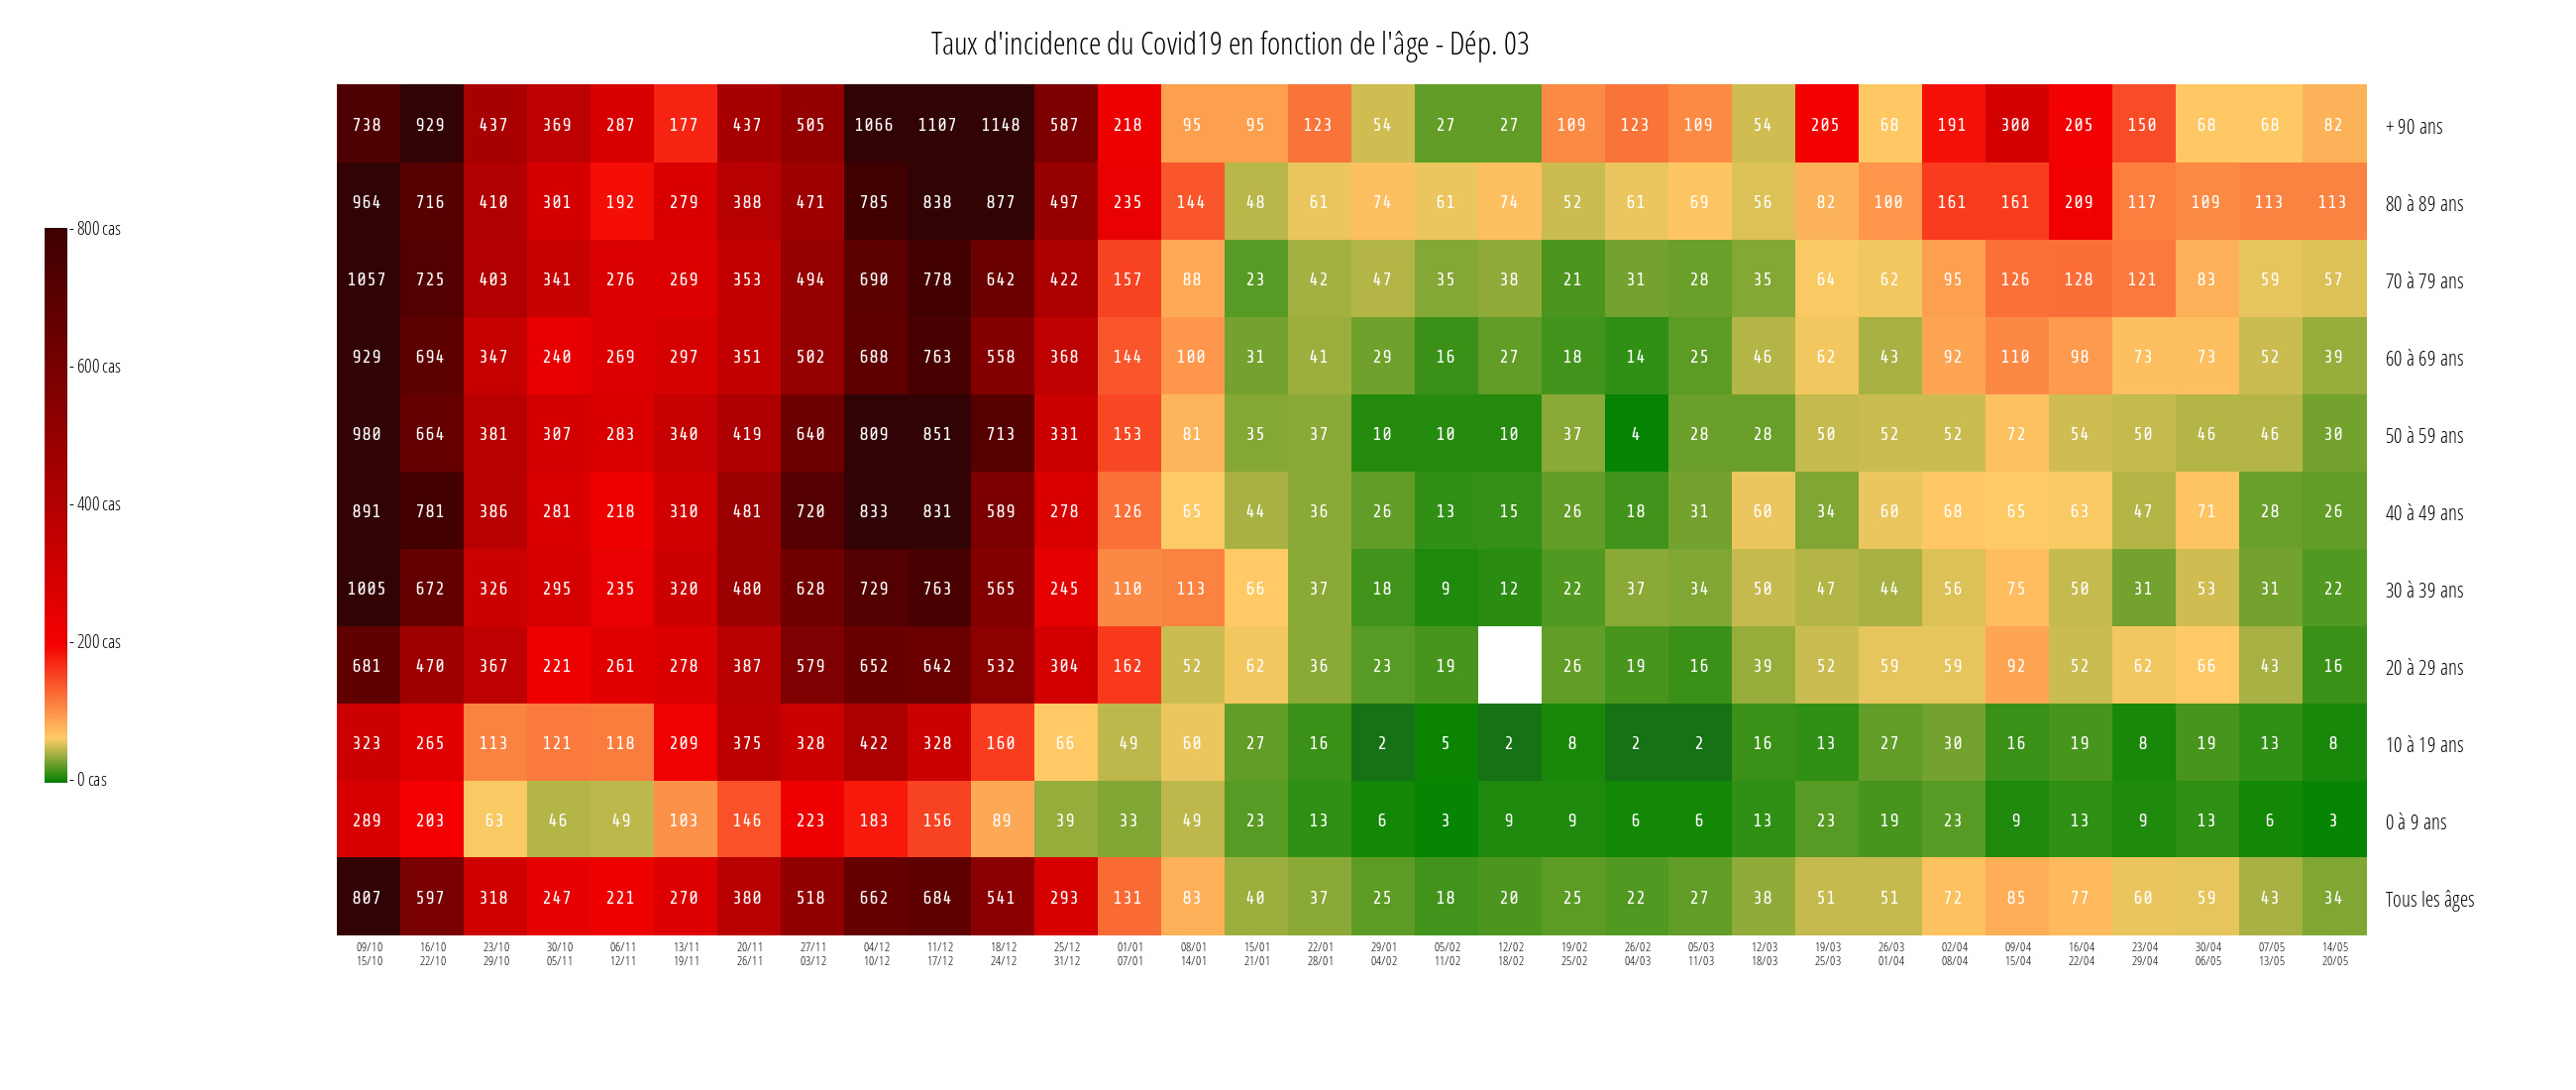 Taux d'incidence du Covid19 en fonction de l'âge - Dép. 03
738 929 437 369 287 177 437 505 1066 1107 1148 587 218 95 95 123 54 27 27 109 123 109 54 205 68 191 300 205 150 68 68 82 + 90 ans
964 716 410 301 192 279 388 471 785 838 877 497 235 144 48 61 74 61 74 52 61 69 56 82 100 161 161 209 117 109 113 113 80 à 89 ans
- 800 cas
1057 725 403 341 276 269 353 494 690 778 642 422 157 88 23 42 47 35 38 21 31 28 35 64 62 95 126 128 121 83 59 57 70 à 79 ans
929 694 347 240 269 297 351 502 688 763 558 368 144 100 31 41 29 16 27 18 14 25 46 62 43 92 110 98 73 73 52 39 60 à 69 ans
- 600 cas
980 664 381 307 283 340 419 640 809 851 713 331 153 81 35 37 10 10 10 37 4 28 28 50 52 52 72 54 50 46 46 30 50 à 59 ans
- 400 cas
891 781 386 281 218 310 481 720 833 831 589 278 126 65 44 36 26 13 15 26 18 31 60 34 60 68 65 63 47 71 28 26 40 à 49 ans
1005 672 326 295 235 320 480 628 729 763 565 245 110 113 66 37 18 9 12 22 37 34 50 47 44 56 75 50 31 53 31 22 30 à 39 ans
- 200 cas
681 470 367 221 261 278 387 579 652 642 532 304 162 52 62 36 23 19 26 19 16 39 52 59 59 92 52 62 66 43 16 20 à 29 ans
323 265 113 121 118 209 375 328 422 328 160 66 49 60 27 16 2 5 2 8 2 2 16 13 27 30 16 19 8 19 13 8 10 à 19 ans
- 0 cas
289 203 63 46 49 103 146 223 183 156 89 39 33 49 23 13 6 3 9 9 6 6 13 23 19 23 9 13 9 13 6 3 0 à 9 ans
807 597 318 247 221 270 380 518 662 684 541 293 131 83 40 37 25 18 20 25 22 27 38 51 51 72 85 77 60 59 43 34 Tous les âges
09/10 16/10 23/10 30/10 06/11 13/11 20/11 27/11 04/12 11/12 18/12 25/12 01/01 08/01 15/01 22/01 29/01 05/02 12/02 19/02 26/02 05/03 12/03 19/03 26/03 02/04 09/04 16/04 23/04 30/04 07/05 14/05
15/10 22/10 29/10 05/11 12/11 19/11 26/11 03/12 10/12 17/12 24/12 31/12 07/01 14/01 21/01 28/01 04/02 11/02 18/02 25/02 04/03 11/03 18/03 25/03 01/04 08/04 15/04 22/04 29/04 06/05 13/05 20/05